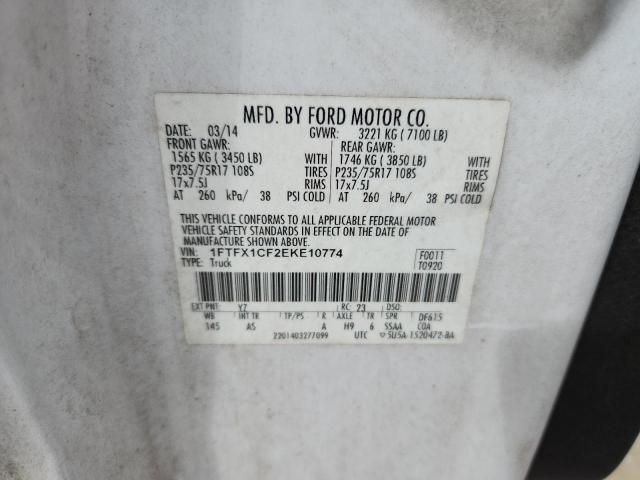 MFD. BY FORD MOTOR CO.
DATE: 03/14 GVWR: 3221 KG ( 7100 LB)
FRONT GAWR: REAR GAWR:
1565 KG ( 3450 LB) WITH 1746 KG ( 3850 LB) WITH
P235/75R17 108S TIRES P235/75R17 108S TIRES
17x7.5J RIMS 17x7.5J RIMS
AT 260 kPa/ 38 PSI COLD AT 260 kPa/ 38 PSI COLD
THIS VEHICLE CONFORMS TO ALL APPLICABLE FEDERAL MOTOR
VEHICLE SAFETY STANDARDS IN EFFECT ON THE DATE OF
MANUFACTURE SHOWN ABOVE.
VIN: 1FTFX1CF2EKE10774 F0011
TYPE: Truck T0920
EXT PNT: YZ RC: 23 DSO:
WB INT TR TP/PS R AXLE TR SPR DF615
145 AS A H9 6 SSAA COA
2201403277099 UTC ▽5U5A-1520472-BA